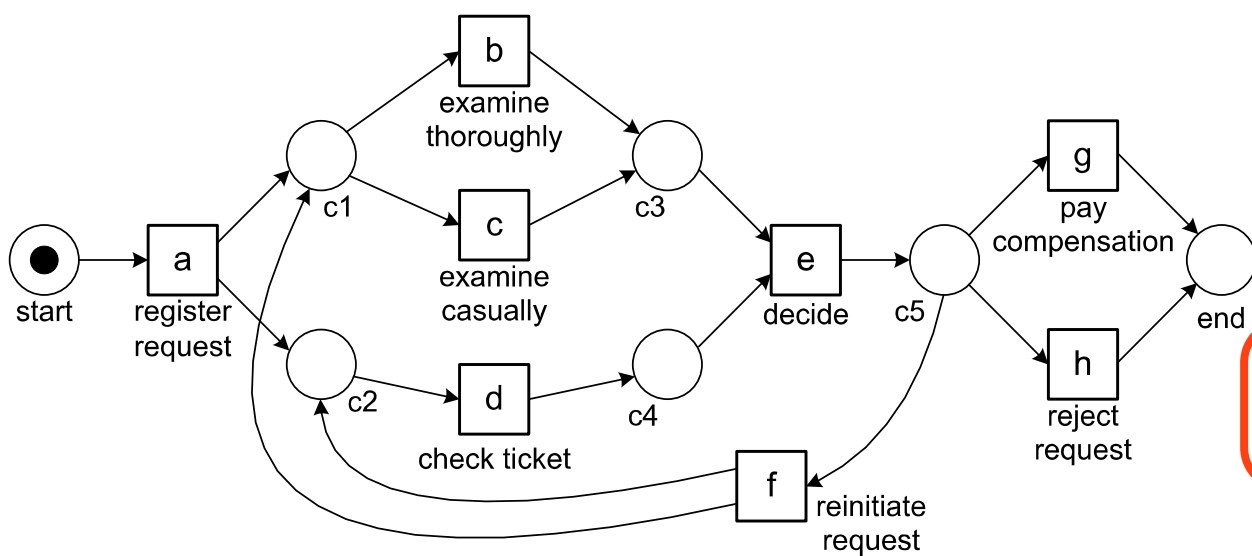 b
examine
thoroughly
c1
c
examine
casually
c3
start
a
register
request
c2
d
check ticket
c4
e
decide
c5
g
pay
compensation
h
reject
request
end
f
reinitiate
request